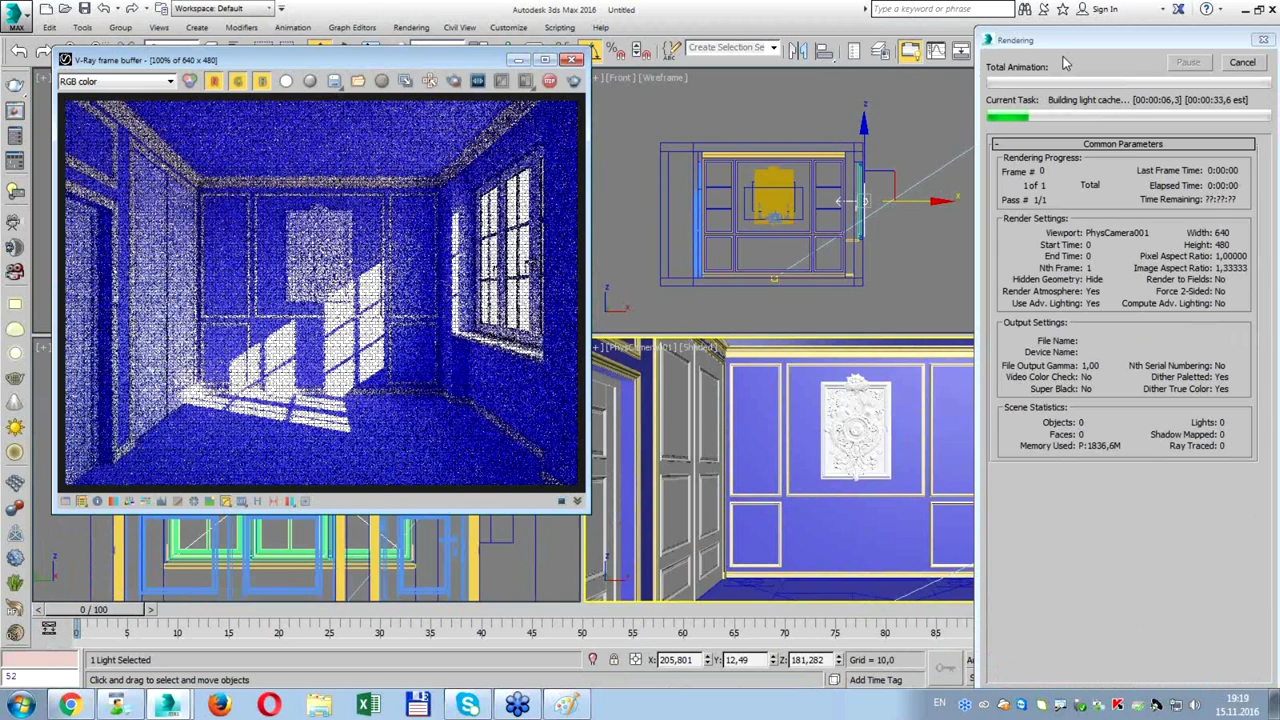 MAX
Workspace: Default
Autodesk 3ds Max 2016
Untitled
Type a keyword or phrase
Sign In
Edit
Tools
Group
Views
Create
Modifiers
Animation
Graph Editors
Rendering
Civil View
Customize
Scripting
Help
Create Selection Se
V-Ray frame buffer - [100% of 640 x 480]
RGB color
[Front ] [Wireframe ]
[PhysCamera001 ] [Shaded ]
Rendering
Total Animation:
Pause
Cancel
Current Task:
Building light cache... [00:00:06,3] [00:00:33,6 est]
Common Parameters
Rendering Progress:
Frame # 0
Last Frame Time: 0:00:00
1 of 1
Total
Elapsed Time: 0:00:00
Pass # 1/1
Time Remaining: ??:??:??
Render Settings:
Viewport: PhysCamera001
Width: 640
Start Time: 0
Height: 480
End Time: 0
Pixel Aspect Ratio: 1,00000
Nth Frame: 1
Image Aspect Ratio: 1,33333
Hidden Geometry: Hide
Render to Fields: No
Render Atmosphere: Yes
Force 2-Sided: No
Use Adv. Lighting: Yes
Compute Adv. Lighting: No
Output Settings:
File Name:
Device Name:
File Output Gamma: 1,00
Nth Serial Numbering: No
Video Color Check: No
Dither Paletted: Yes
Super Black: No
Dither True Color: Yes
Scene Statistics:
Objects: 0
Lights: 0
Faces: 0
Shadow Mapped: 0
Memory Used: P:1836,6M
Ray Traced: 0
0 / 100
0 5 10 15 20 25 30 35 40 45 50 55 60 65 70 75 80 85
1 Light Selected
X: 205,801
Y: 12,49
Z: 181,282
Grid = 10,0
52
Click and drag to select and move objects
Add Time Tag
EN
19:19
15.11.2016